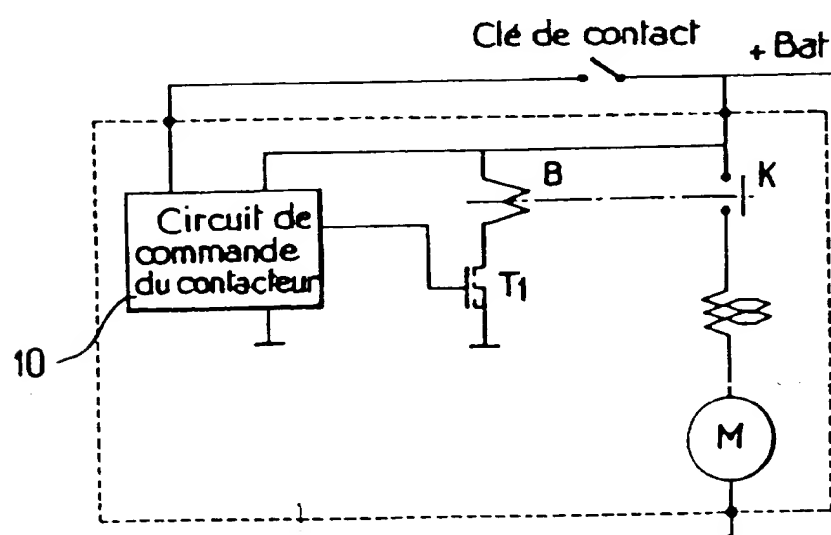 Clé de contact
+ Bat
B
K
Circuit de
commande
du contacteur
T1
10
M